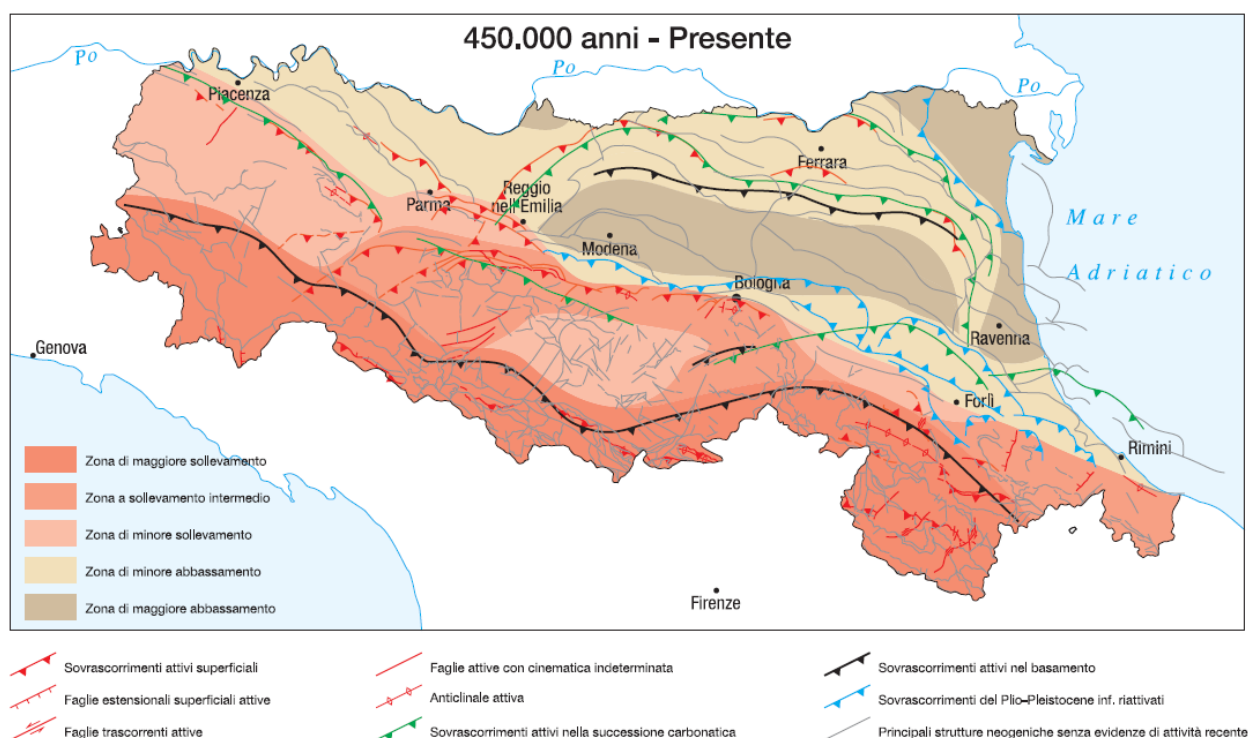 450.000 anni - Presente
Po
Po
Po
Piacenza
Ferrara
Parma
Reggio
nell'Emilia
Modena
Mare
Adriatico
Bologna
Ravenna
Genova
Forlì
Rimini
Firenze
Zona di maggiore sollevamento
Zona a sollevamento intermedio
Zona di minore sollevamento
Zona di minore abbassamento
Zona di maggiore abbassamento
Sovrascorrimenti attivi superficiali
Faglie estensionali superficiali attive
Faglie trascorrenti attive
Faglie attive con cinematica indeterminata
Anticlinale attiva
Sovrascorrimenti attivi nella successione carbonatica
Sovrascorrimenti attivi nel basamento
Sovrascorrimenti del Plio–Pleistocene inf. riattivati
Principali strutture neogeniche senza evidenze di attività recente